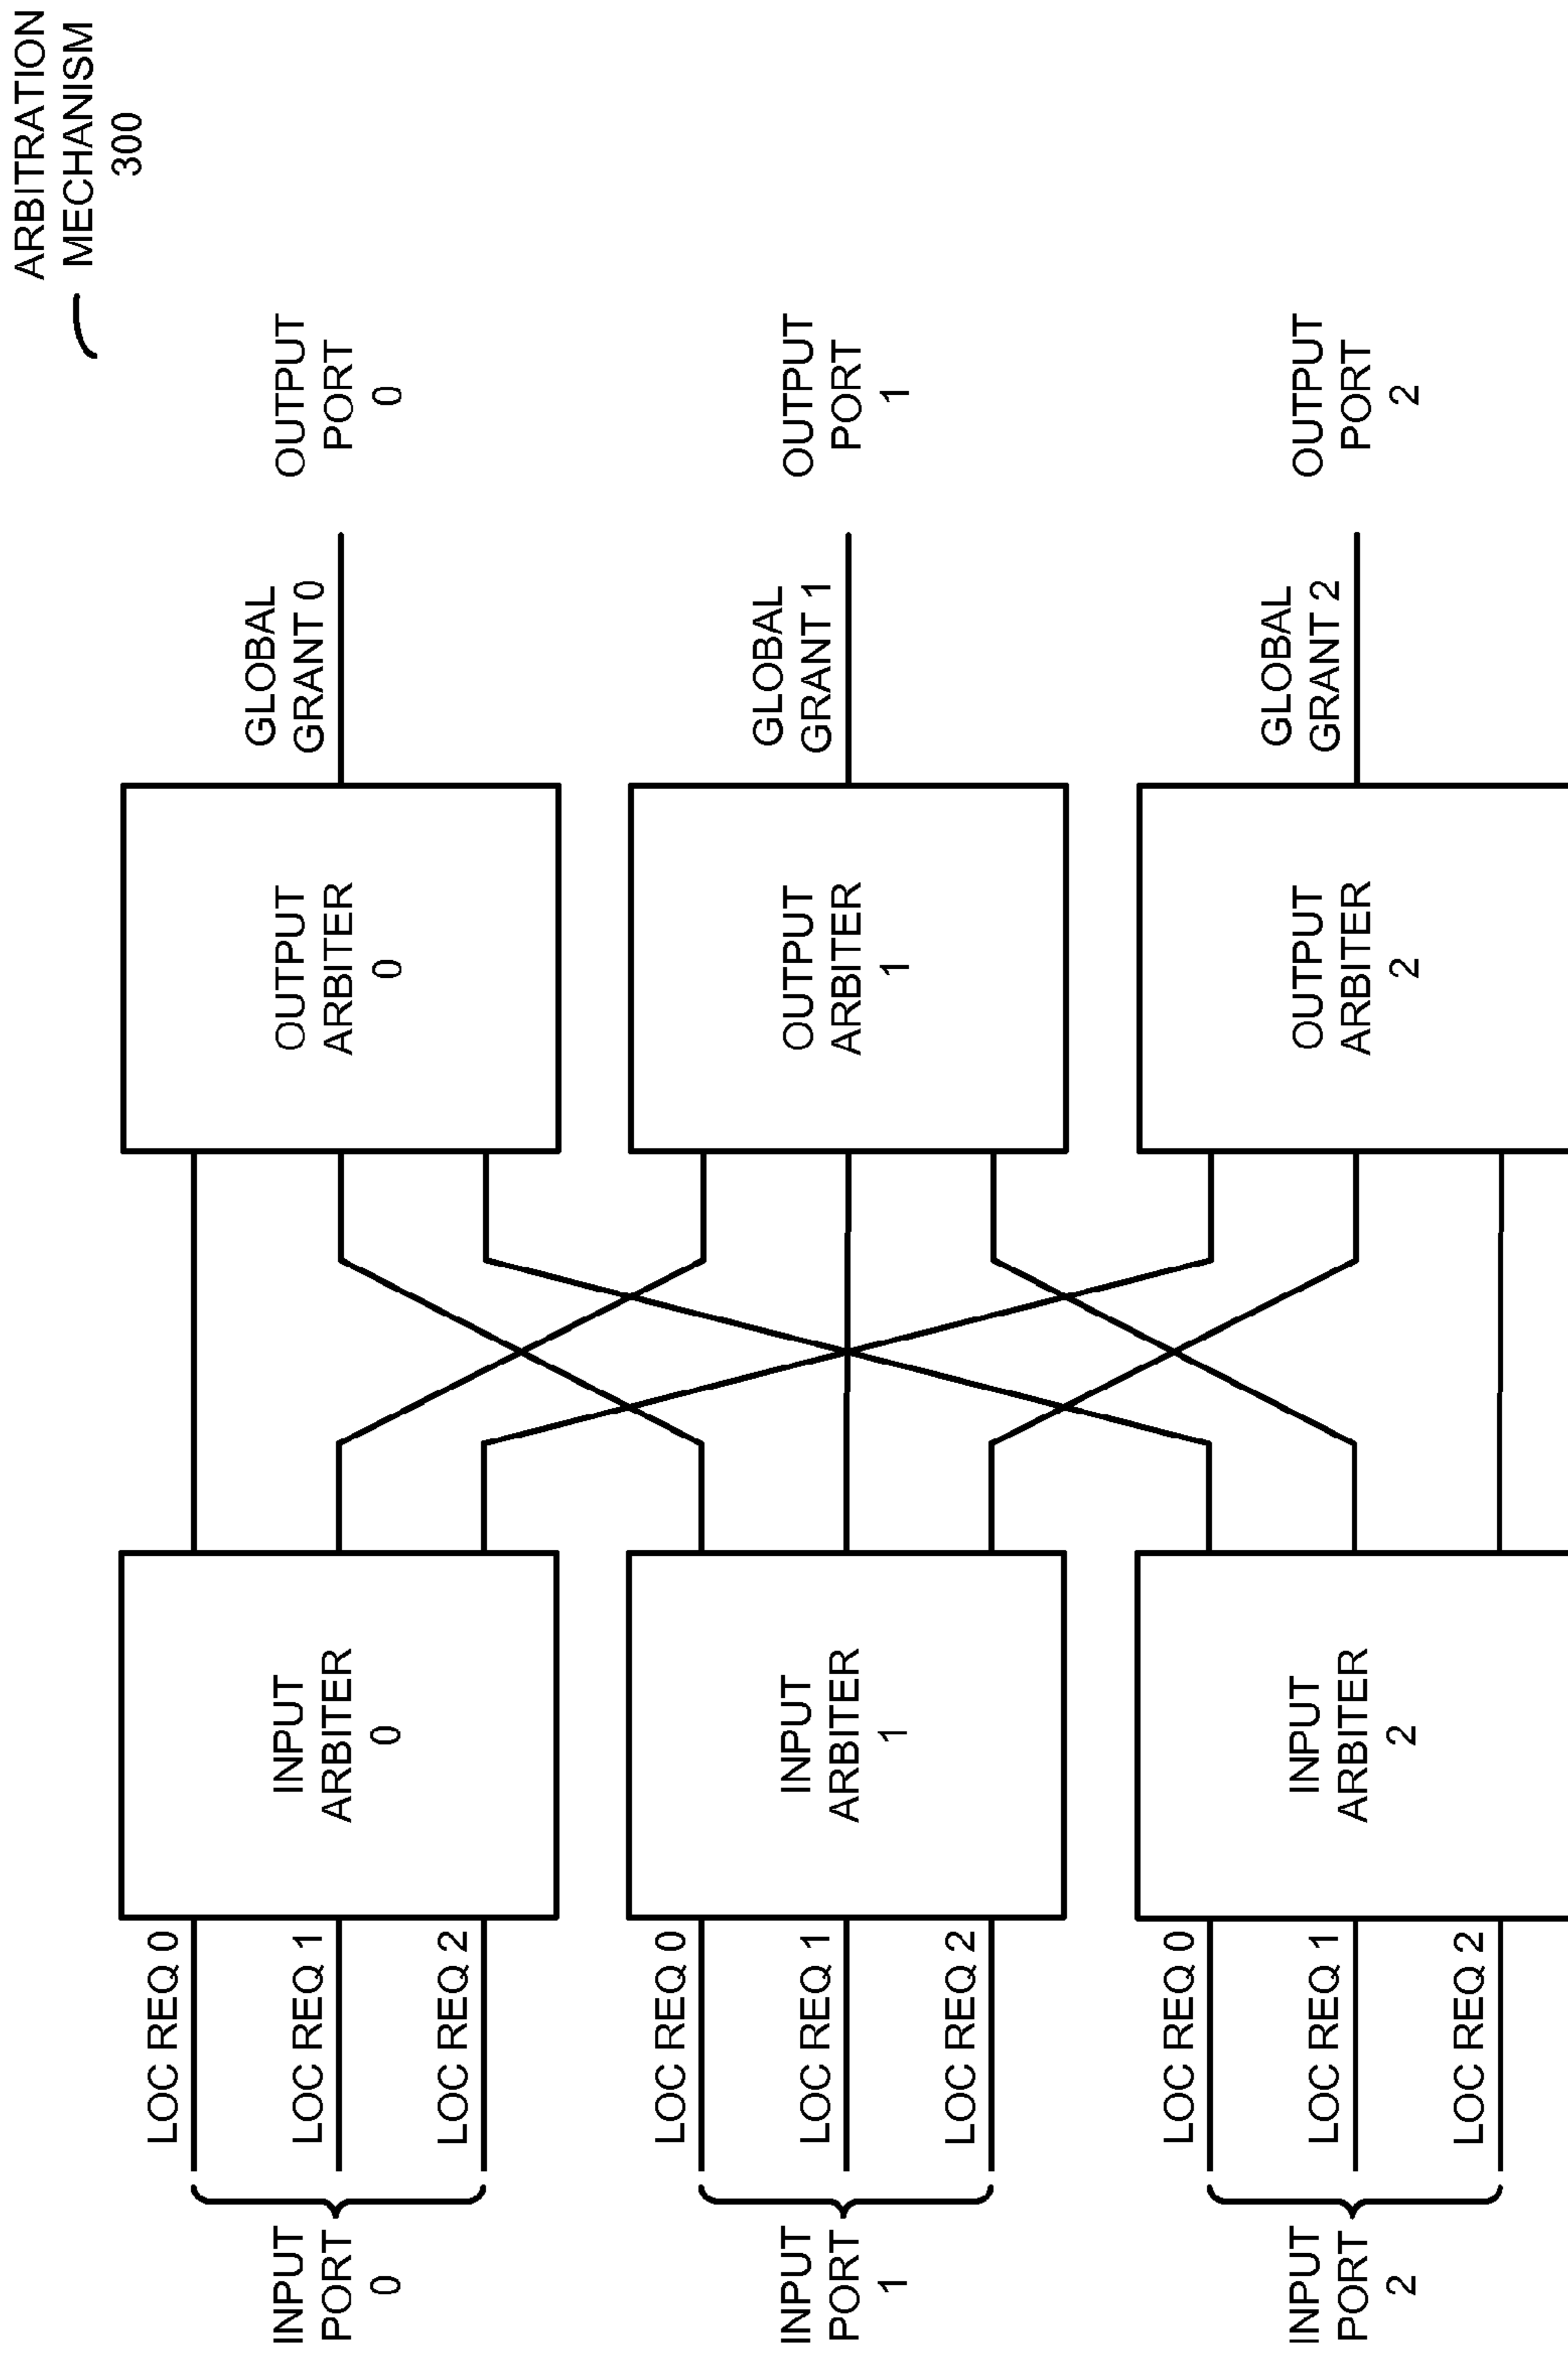 ARBITRATION
MECHANISM
300
INPUT
PORT
0
LOC REQ 0
LOC REQ 1
LOC REQ 2
INPUT
ARBITER
0
OUTPUT
ARBITER
0
GLOBAL
GRANT 0
OUTPUT
PORT
0
INPUT
PORT
1
LOC REQ 0
LOC REQ 1
LOC REQ 2
INPUT
ARBITER
1
OUTPUT
ARBITER
1
GLOBAL
GRANT 1
OUTPUT
PORT
1
INPUT
PORT
2
LOC REQ 0
LOC REQ 1
LOC REQ 2
INPUT
ARBITER
2
OUTPUT
ARBITER
2
GLOBAL
GRANT 2
OUTPUT
PORT
2